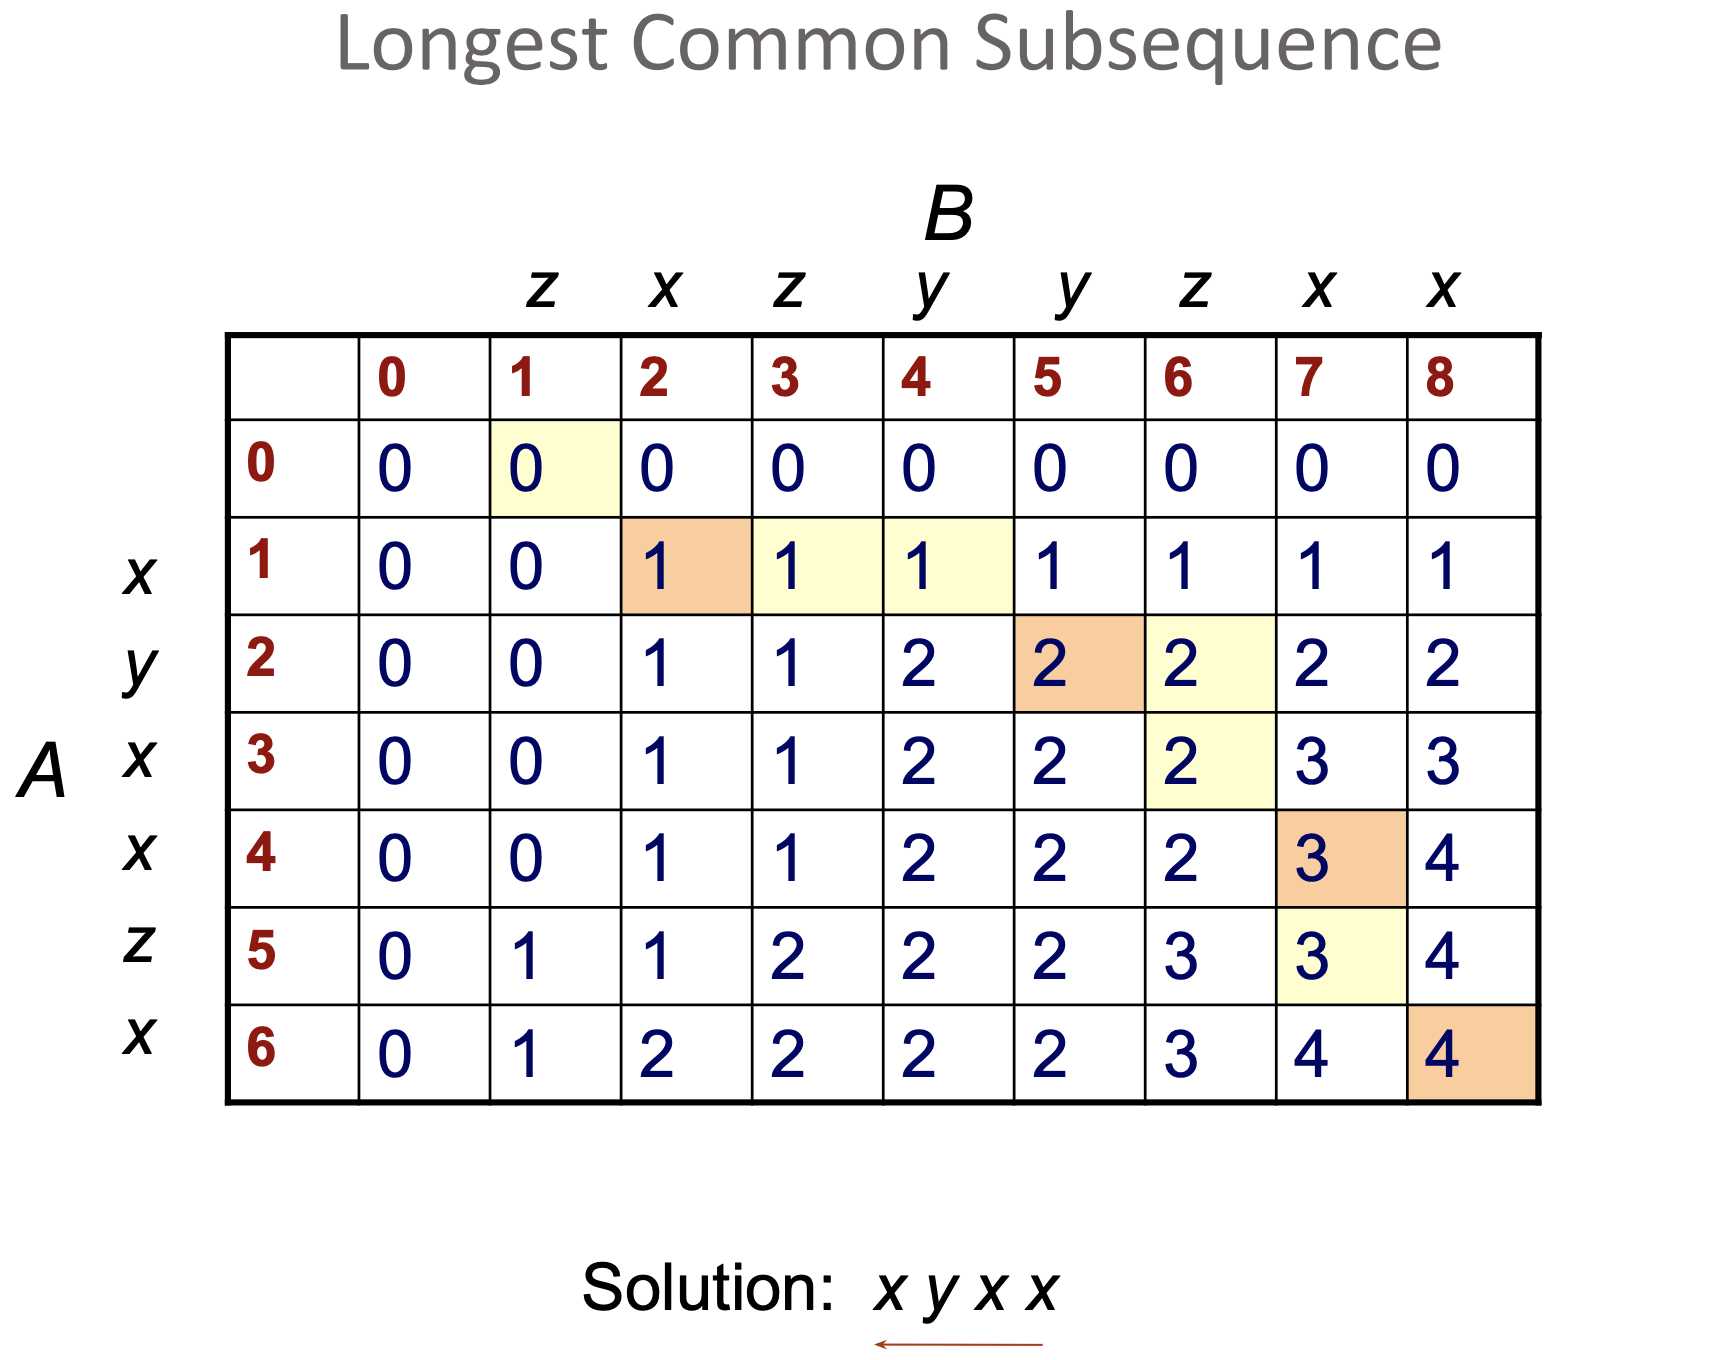 Longest Common Subsequence
B
z x z y y z x x
0 1 2 3 4 5 6 7 8
0 0 0 0 0 0 0 0 0 0
x 1 0 0 1 1 1 1 1 1 1
y 2 0 0 1 1 2 2 2 2 2
A x 3 0 0 1 1 2 2 2 3 3
x 4 0 0 1 1 2 2 2 3 4
z 5 0 1 1 2 2 2 3 3 4
x 6 0 1 2 2 2 2 3 4 4
Solution: x y x x